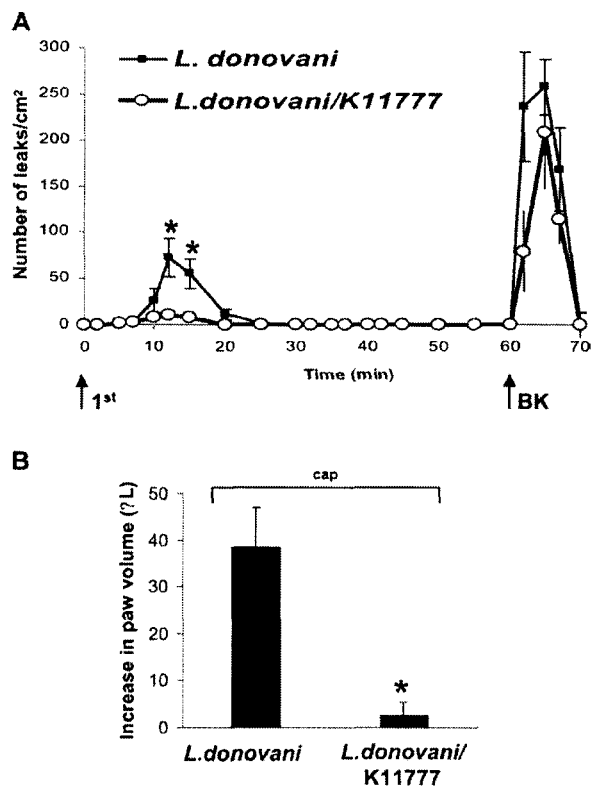 A
300
250
200
150
100
50
0
Number of leaks/cm²
L. donovani
L.donovani/K11777
* *
0 10 20 30 40 50 60 70
Time (min)
1st
BK
B
cap
50
40
30
20
10
0
Increase in paw volume (?L)
*
L.donovani
L.donovani/
K11777